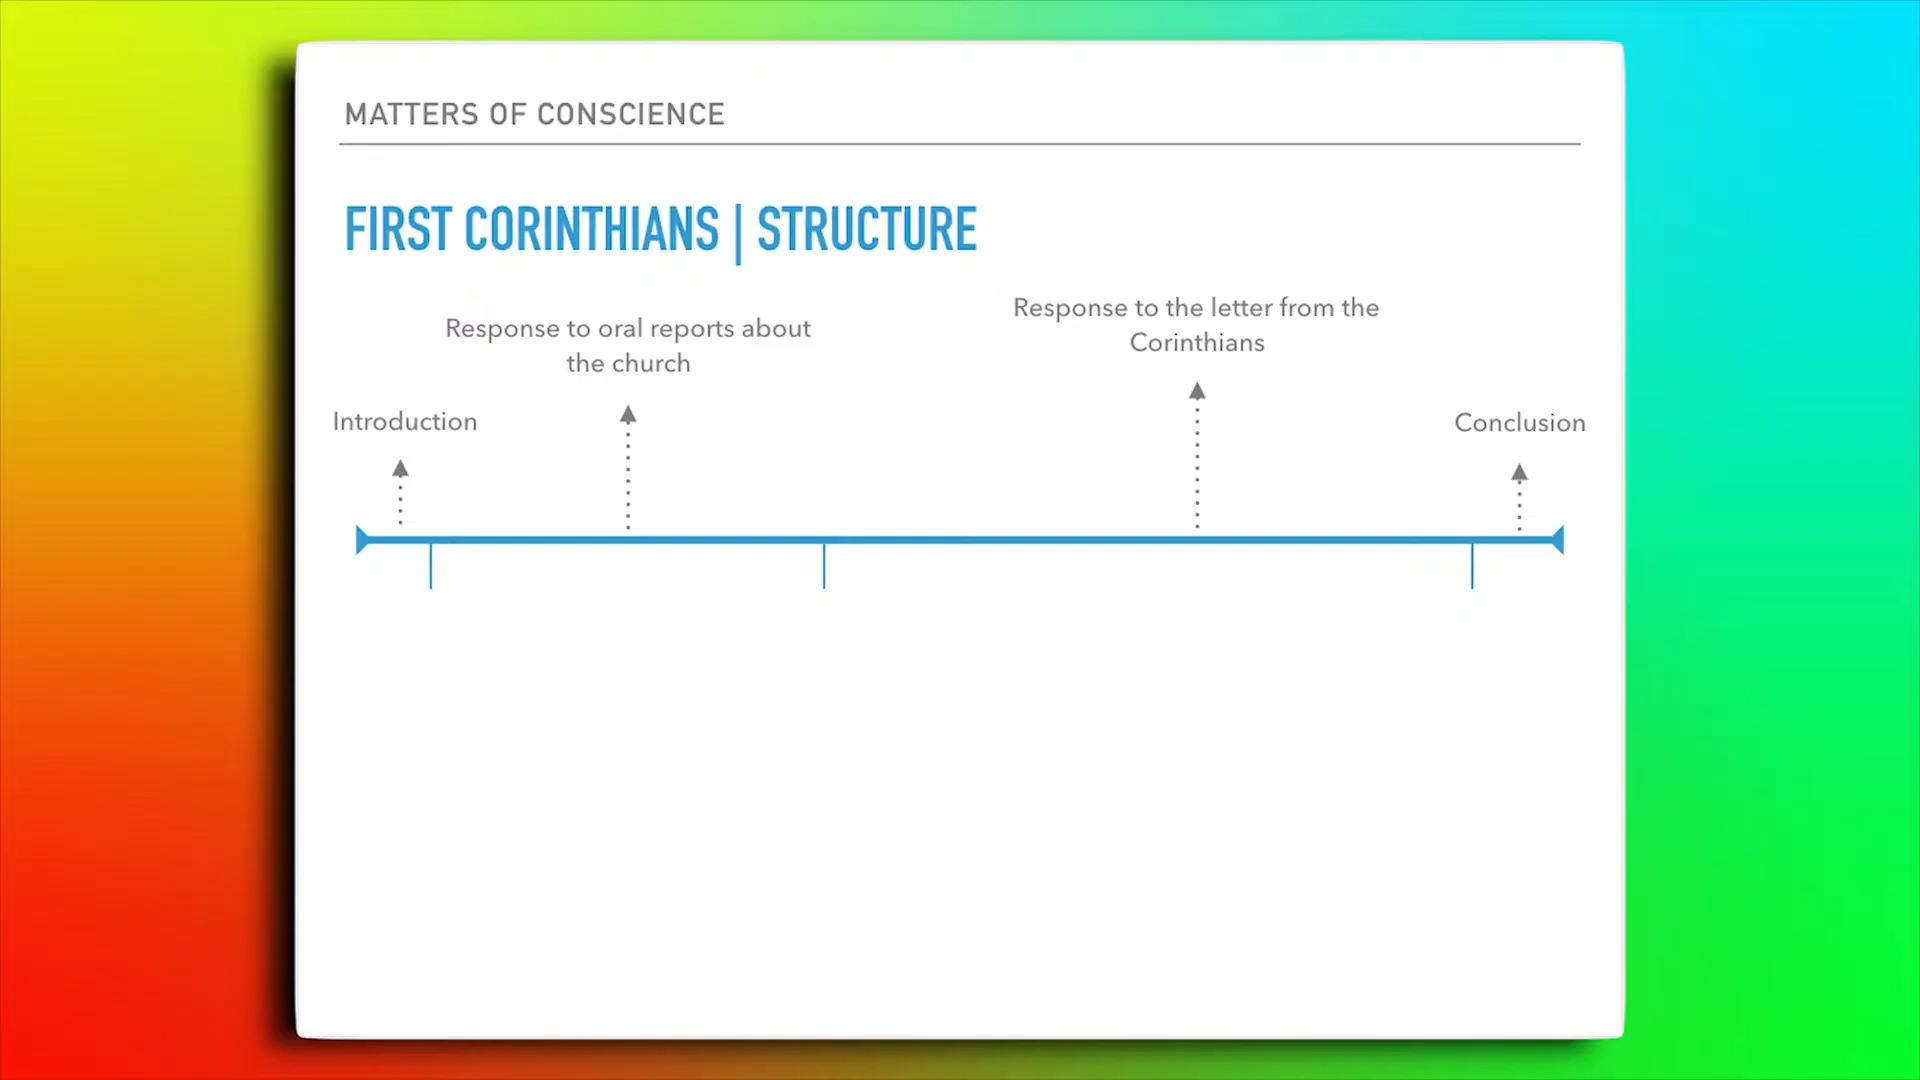 MATTERS OF CONSCIENCE
FIRST CORINTHIANS | STRUCTURE
Response to oral reports about
the church
Response to the letter from the
Corinthians
Introduction
Conclusion